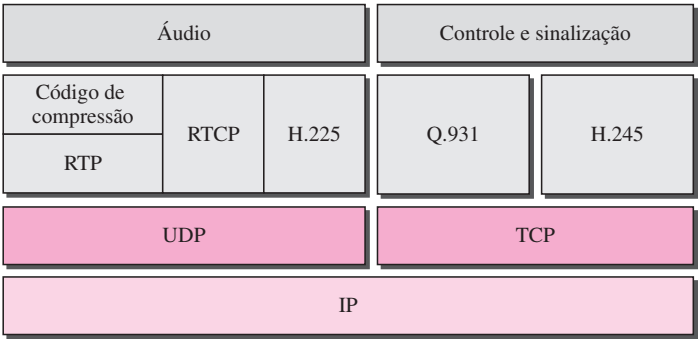 Áudio
Controle e sinalização
Código de
compressão
RTP
RTCP
H.225
Q.931
H.245
UDP
TCP
IP